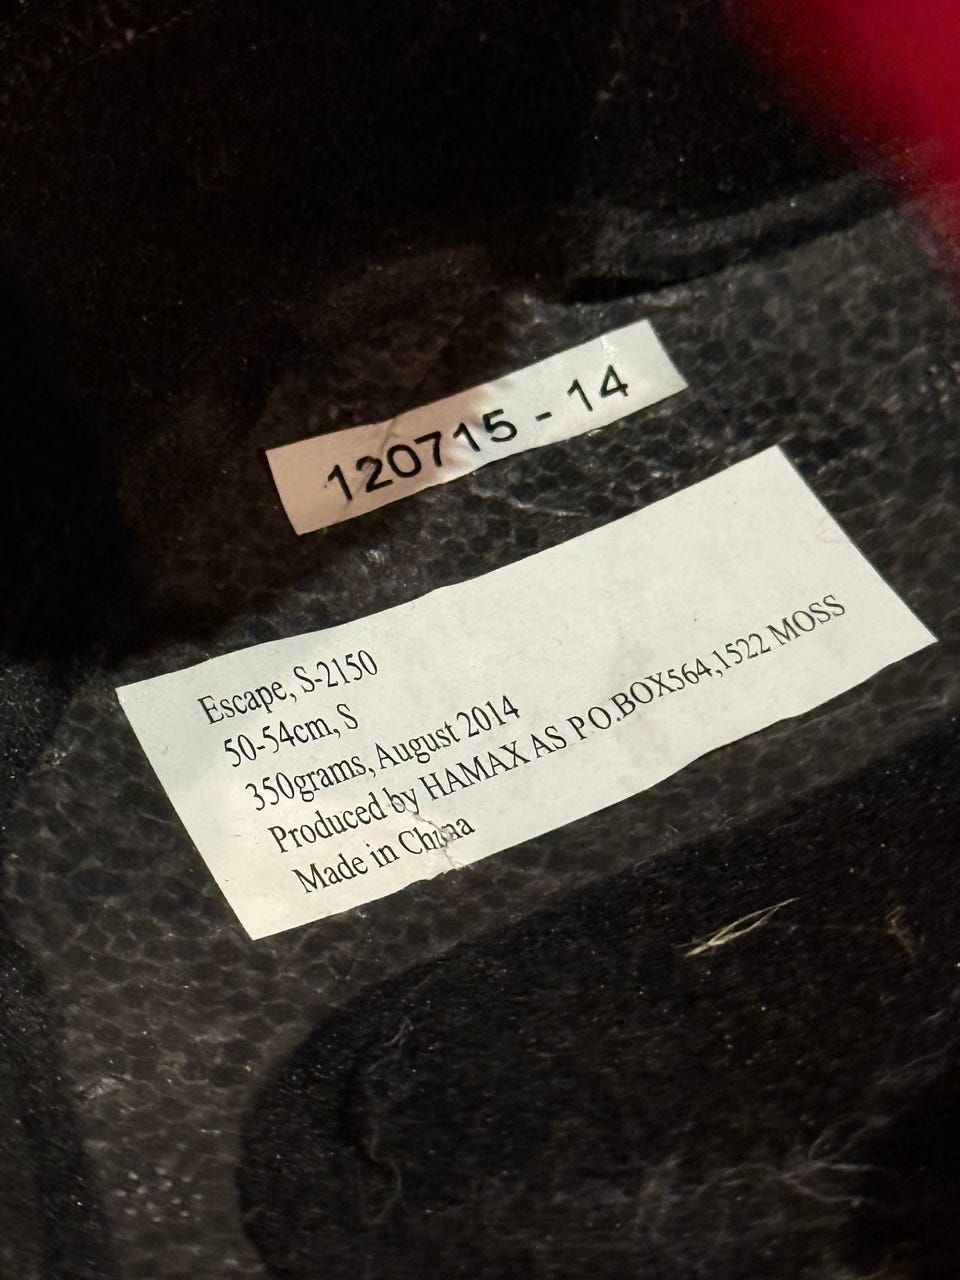 120715 - 14
Escape, S-2150
50-54cm, S
350grams, August 2014
Produced by HAMAX AS P.O.BOX564,1522 MOSS
Made in China